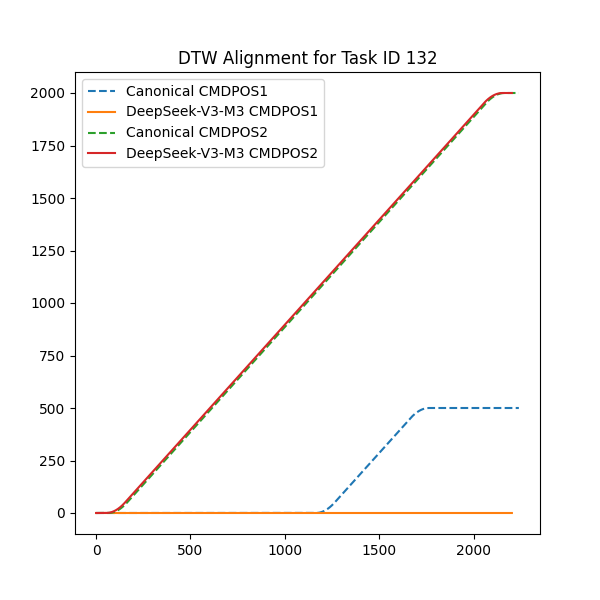 DTW Alignment for Task ID 132
Canonical CMDPOS1
DeepSeek-V3-M3 CMDPOS1
Canonical CMDPOS2
DeepSeek-V3-M3 CMDPOS2
2000
1750
1500
1250
1000
750
500
250
0
0 500 1000 1500 2000